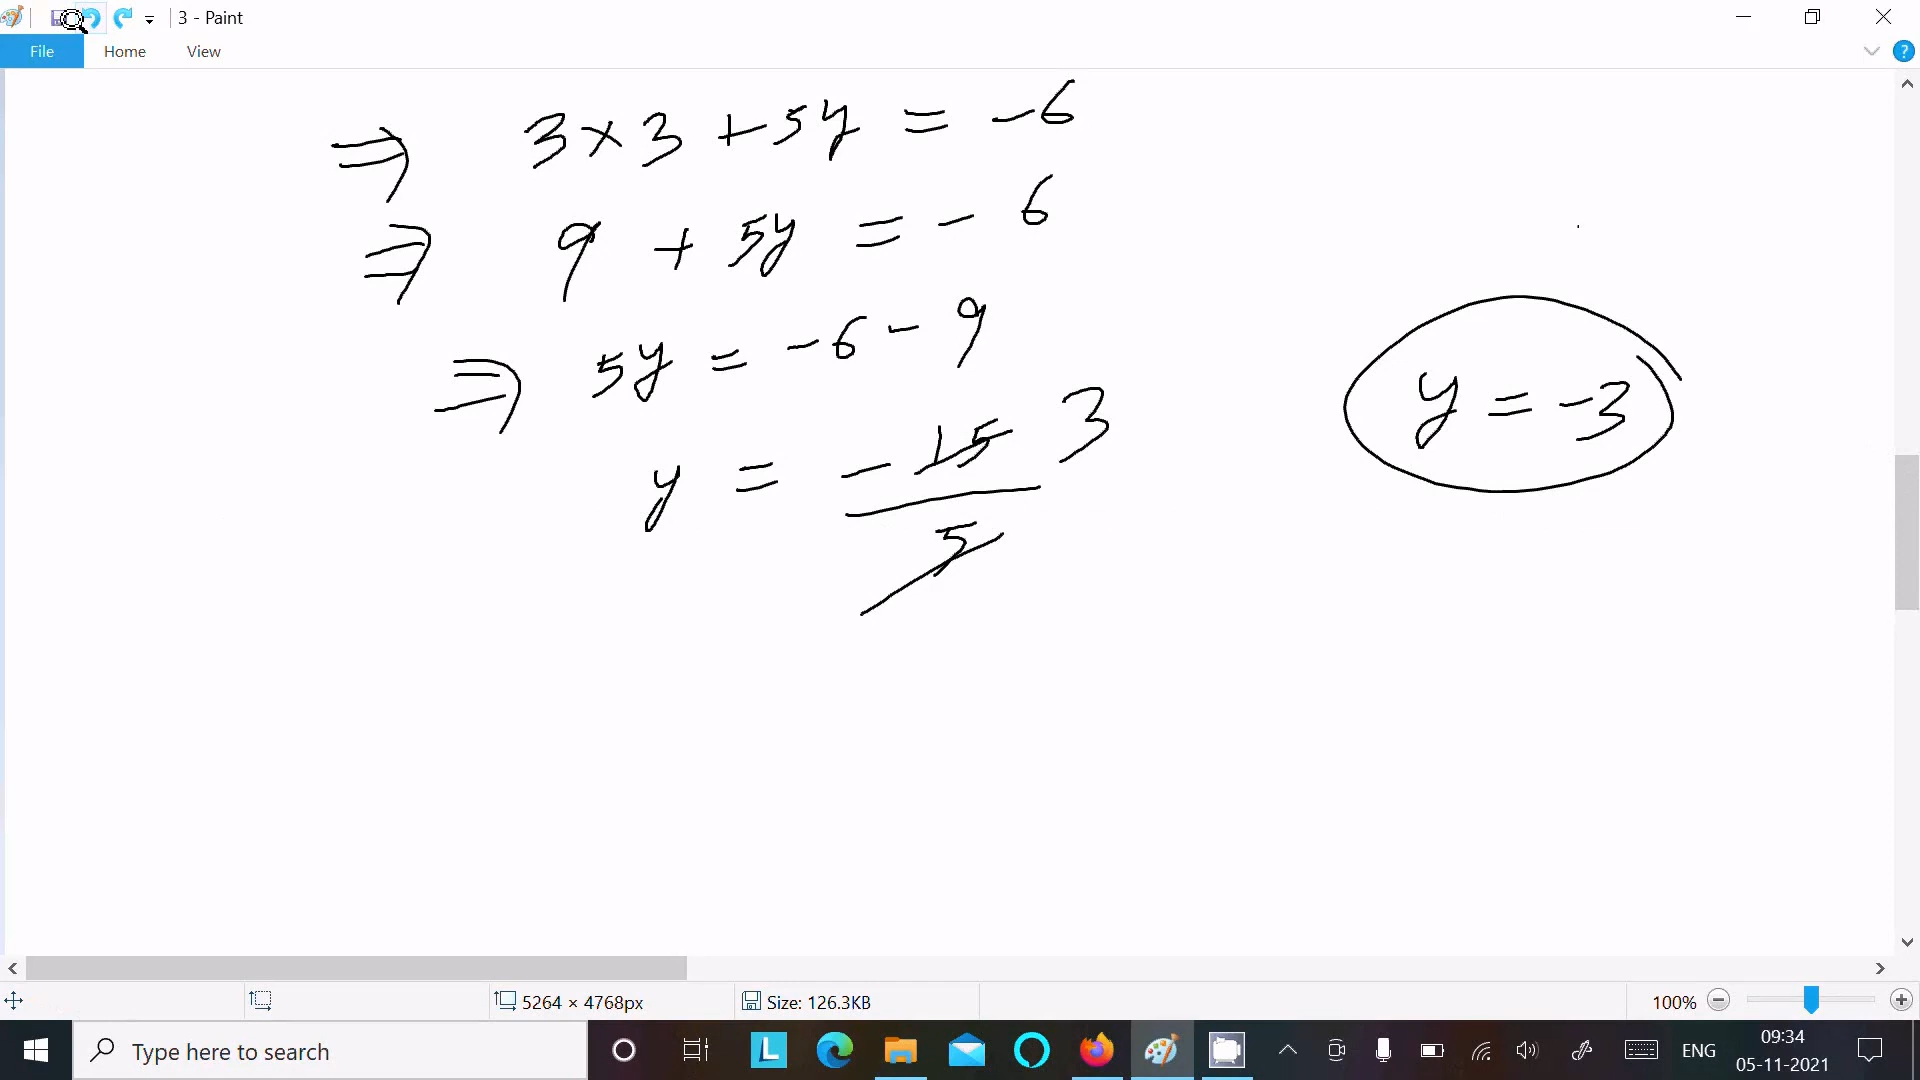 3 - Paint
File Home View
⇒ 3 × 3 + 5y = -6
⇒ 9 + 5y = - 6
⇒ 5y = -6 - 9
y = - 15 3
5
y = -3
5264 × 4768px
Size: 126.3KB
100%
Type here to search
ENG
09:34
05-11-2021